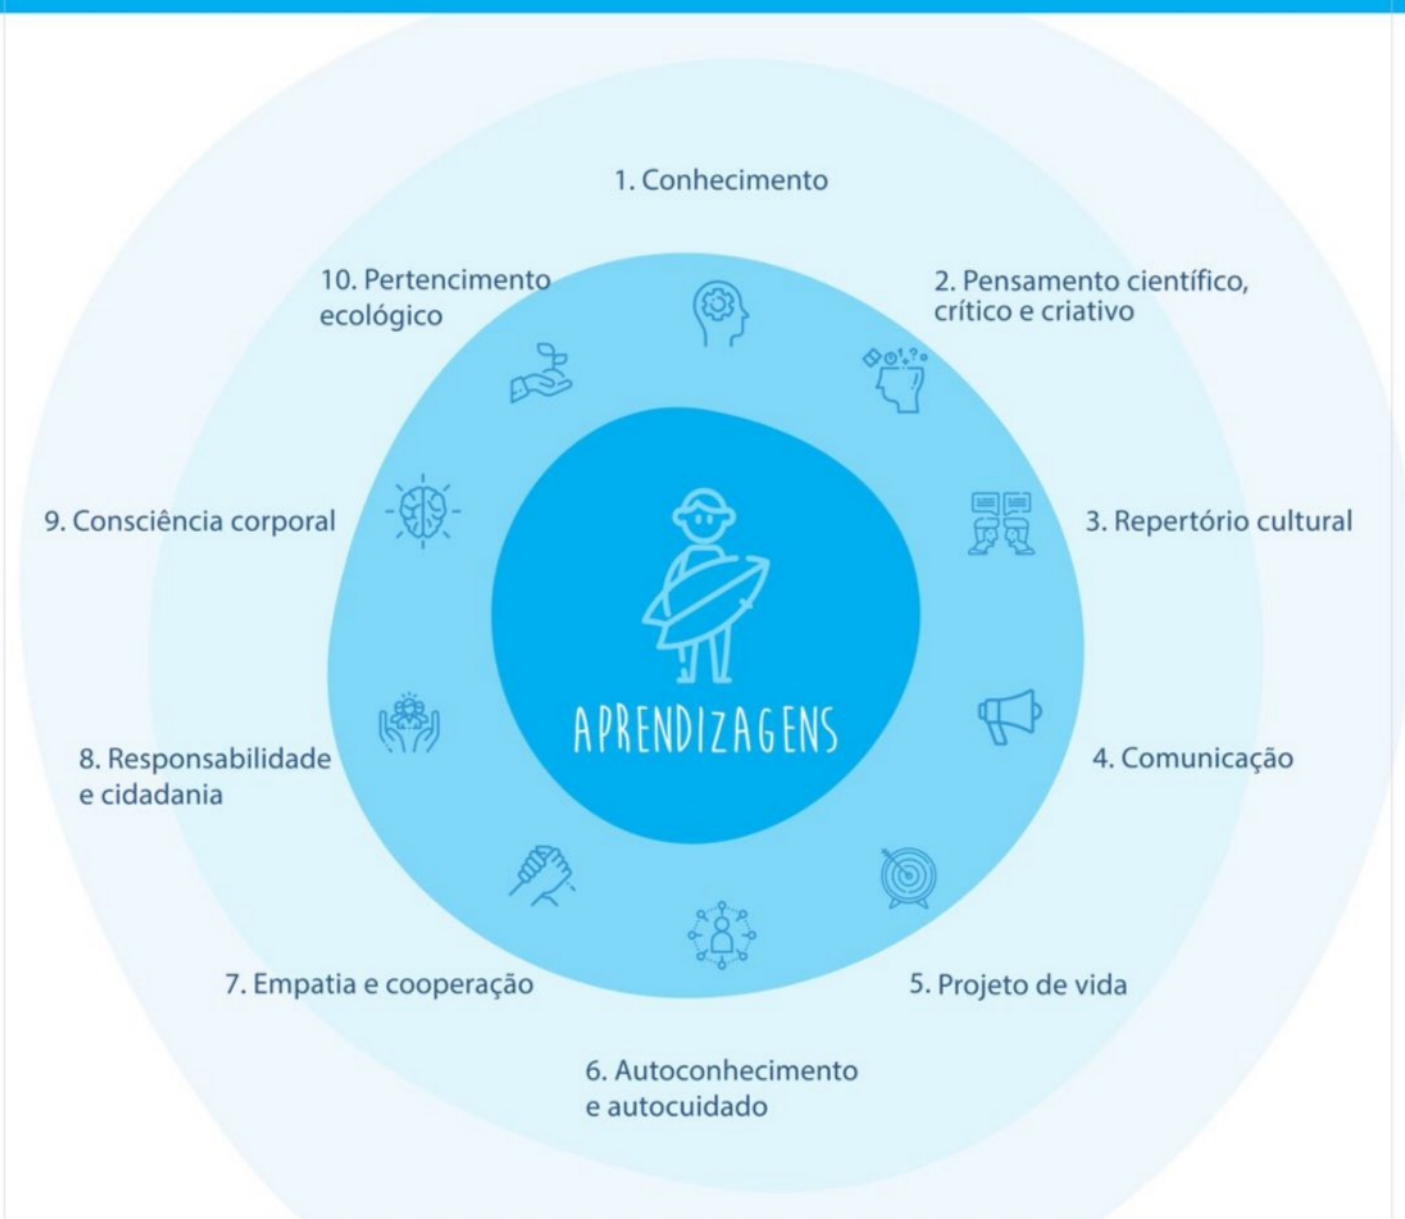 1. Conhecimento
2. Pensamento científico,
crítico e criativo
3. Repertório cultural
4. Comunicação
5. Projeto de vida
6. Autoconhecimento
e autocuidado
7. Empatia e cooperação
8. Responsabilidade
e cidadania
9. Consciência corporal
10. Pertencimento
ecológico
APRENDIZAGENS